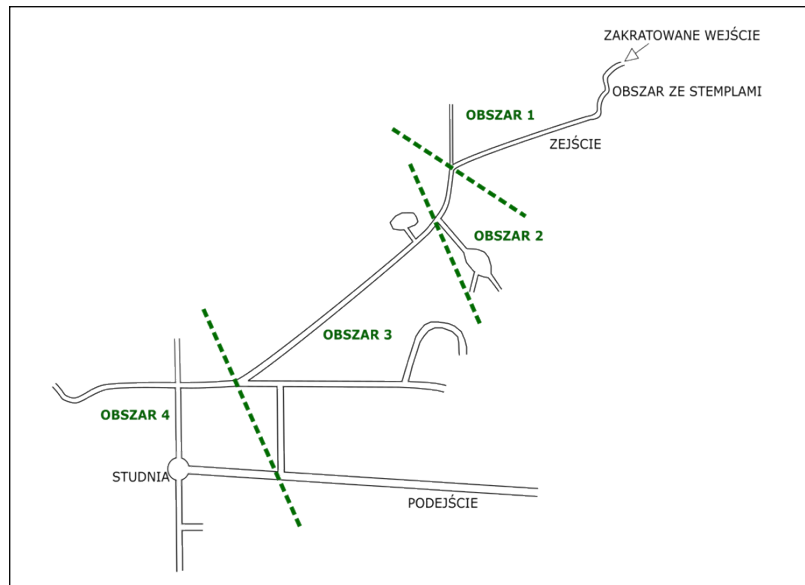 ZAKRATOWANE WEJŚCIE
OBSZAR ZE STEMPLAMI
OBSZAR 1
ZEJŚCIE
OBSZAR 2
OBSZAR 3
OBSZAR 4
STUDNIA
PODEJŚCIE